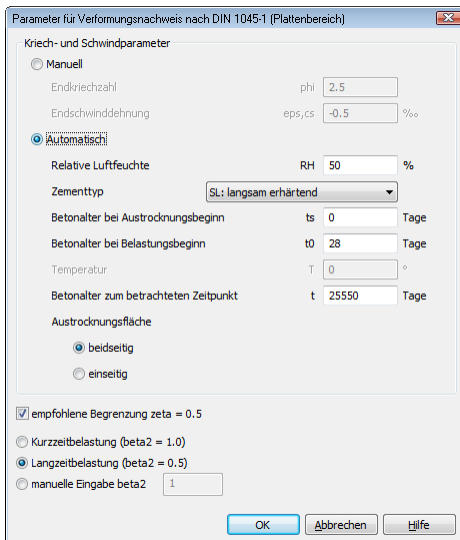 Parameter für Verformungsnachweis nach DIN 1045-1 (Plattenbereich)
Kriech- und Schwindparameter
Manuell
Endkriechzahl phi 2.5
Endschwinddehnung eps,cs -0.5 ‰
Automatisch
Relative Luftfeuchte RH 50 %
Zementtyp SL: langsam erhärtend
Betonalter bei Austrocknungsbeginn ts 0 Tage
Betonalter bei Belastungsbeginn t0 28 Tage
Temperatur T 0 °
Betonalter zum betrachteten Zeitpunkt t 25550 Tage
Austrocknungsfläche
beidseitig
einseitig
empfohlene Begrenzung zeta = 0.5
Kurzzeitbelastung (beta2 = 1.0)
Langzeitbelastung (beta2 = 0.5)
manuelle Eingabe beta2 1
OK Abbrechen Hilfe